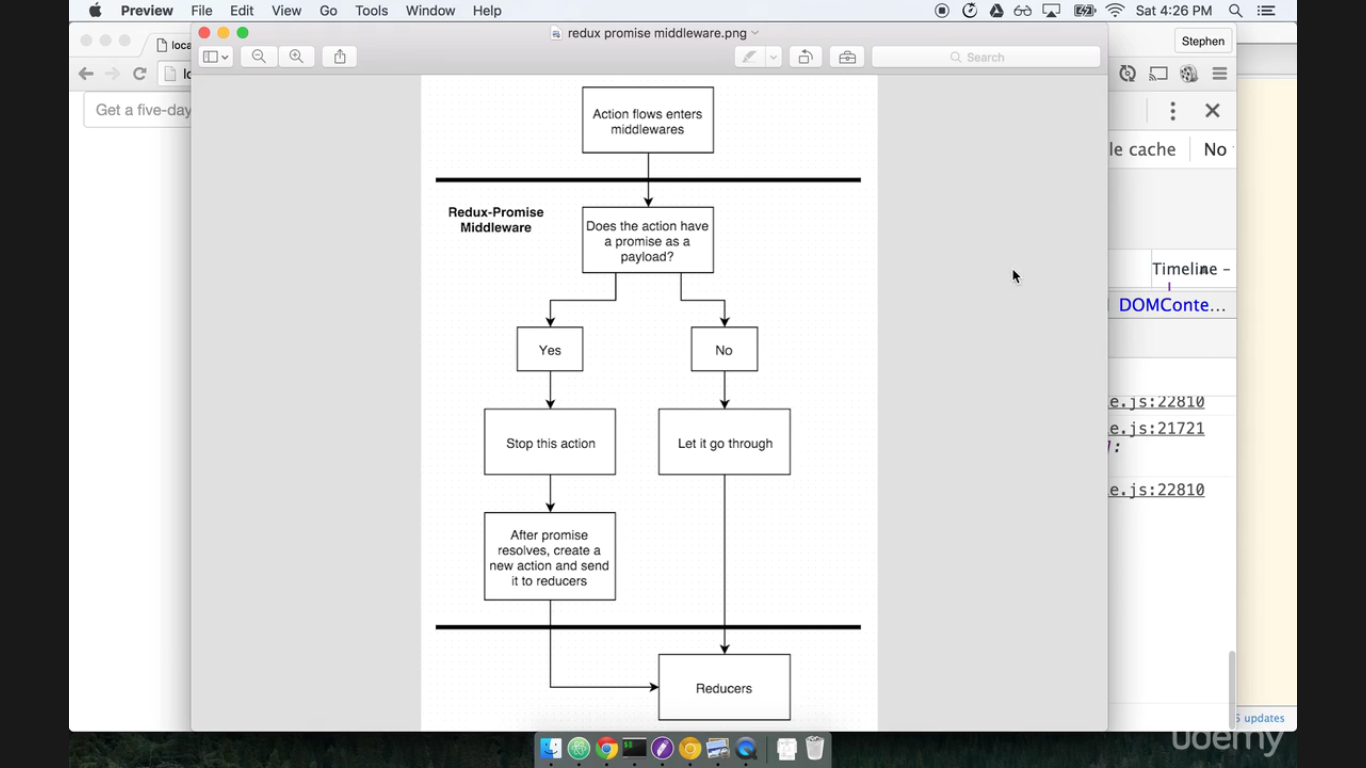 Preview File Edit View Go Tools Window Help Sat 4:26 PM
redux promise middleware.png
loca
Stephen
Search
lo
Get a five-day
Action flows enters
middlewares
le cache No
Redux-Promise
Middleware
Does the action have
a promise as a
payload?
Timeline –
DOMConte…
Yes
No
e.js:22810
e.js:21721
:
Stop this action
Let it go through
e.js:22810
After promise
resolves, create a
new action and send
it to reducers
Reducers
updates
udemy